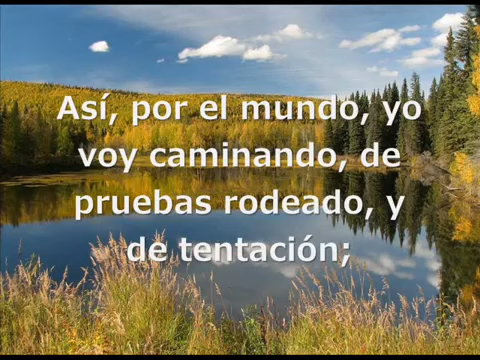 Así, por el mundo, yo
voy caminando, de
pruebas rodeado, y
de tentación;